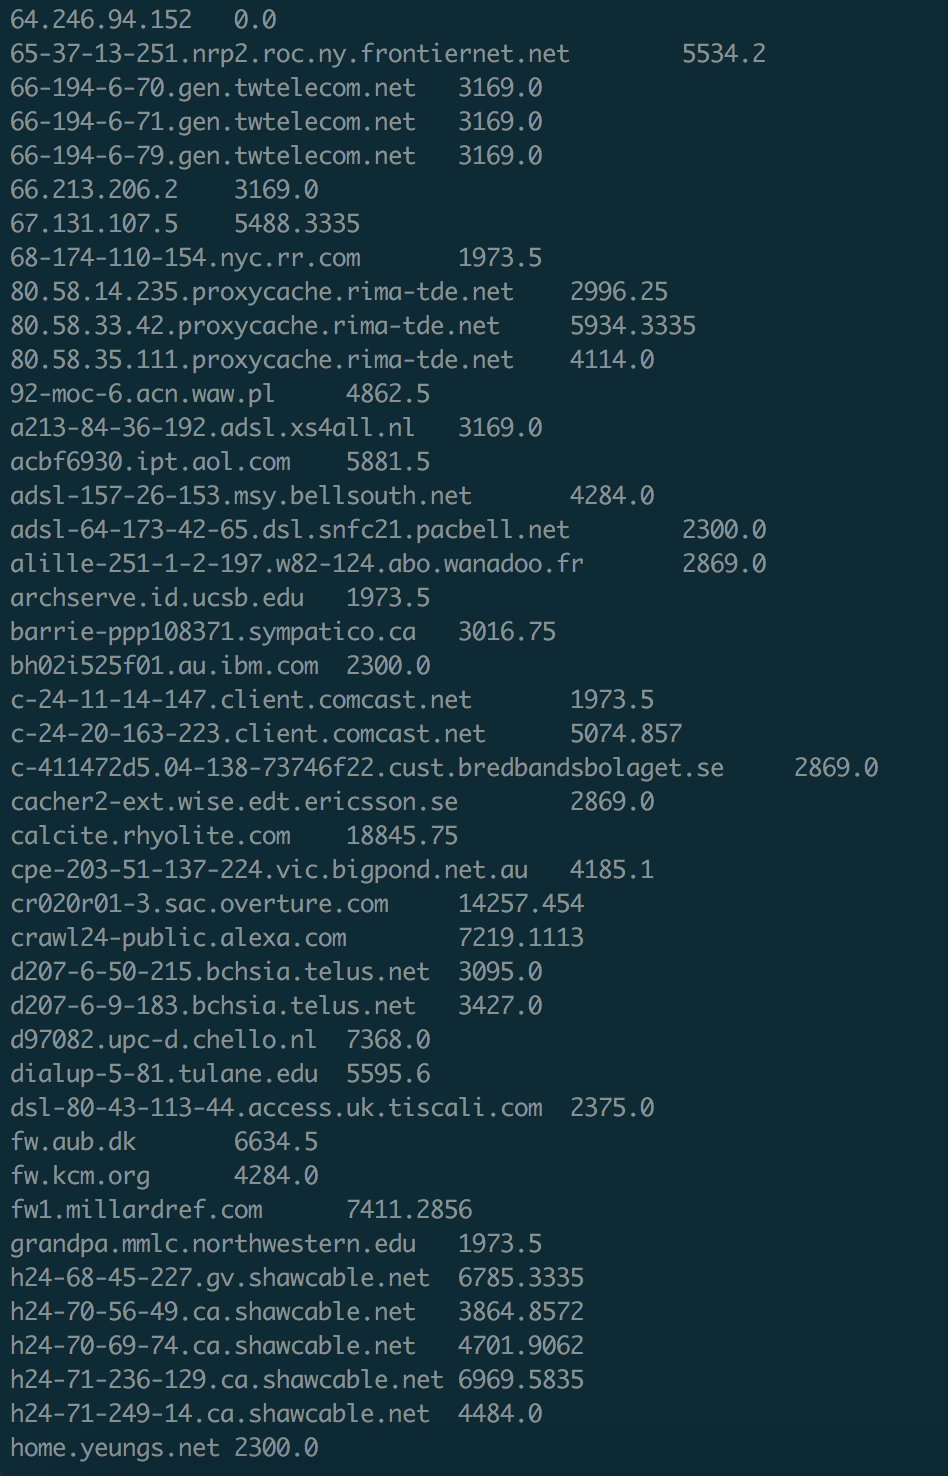 64.246.94.152	0.0
65-37-13-251.nrp2.roc.ny.frontiernet.net	5534.2
66-194-6-70.gen.twtelecom.net	3169.0
66-194-6-71.gen.twtelecom.net	3169.0
66-194-6-79.gen.twtelecom.net	3169.0
66.213.206.2	3169.0
67.131.107.5	5488.3335
68-174-110-154.nyc.rr.com	1973.5
80.58.14.235.proxycache.rima-tde.net	2996.25
80.58.33.42.proxycache.rima-tde.net	5934.3335
80.58.35.111.proxycache.rima-tde.net	4114.0
92-moc-6.acn.waw.pl	4862.5
a213-84-36-192.adsl.xs4all.nl	3169.0
acbf6930.ipt.aol.com	5881.5
adsl-157-26-153.msy.bellsouth.net	4284.0
adsl-64-173-42-65.dsl.snfc21.pacbell.net	2300.0
alille-251-1-2-197.w82-124.abo.wanadoo.fr	2869.0
archserve.id.ucsb.edu	1973.5
barrie-ppp108371.sympatico.ca	3016.75
bh02i525f01.au.ibm.com	2300.0
c-24-11-14-147.client.comcast.net	1973.5
c-24-20-163-223.client.comcast.net	5074.857
c-411472d5.04-138-73746f22.cust.bredbandsbolaget.se	2869.0
cacher2-ext.wise.edt.ericsson.se	2869.0
calcite.rhyolite.com	18845.75
cpe-203-51-137-224.vic.bigpond.net.au	4185.1
cr020r01-3.sac.overture.com	14257.454
crawl24-public.alexa.com	7219.1113
d207-6-50-215.bchsia.telus.net	3095.0
d207-6-9-183.bchsia.telus.net	3427.0
d97082.upc-d.chello.nl	7368.0
dialup-5-81.tulane.edu	5595.6
dsl-80-43-113-44.access.uk.tiscali.com	2375.0
fw.aub.dk	6634.5
fw.kcm.org	4284.0
fw1.millardref.com	7411.2856
grandpa.mmlc.northwestern.edu	1973.5
h24-68-45-227.gv.shawcable.net	6785.3335
h24-70-56-49.ca.shawcable.net	3864.8572
h24-70-69-74.ca.shawcable.net	4701.9062
h24-71-236-129.ca.shawcable.net	6969.5835
h24-71-249-14.ca.shawcable.net	4484.0
home.yeungs.net	2300.0